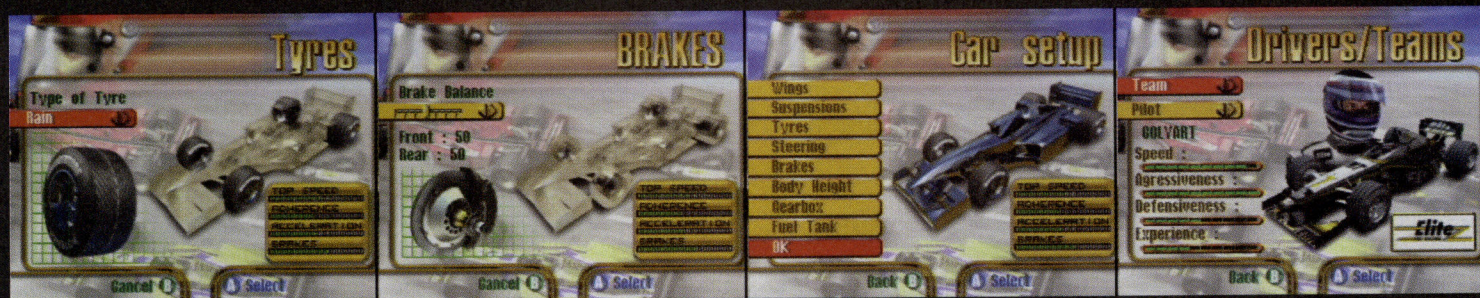 Tyres
Type of Tyre
Rain
TOP SPEED
ADHERENCE
ACCELERATION
BRAKES
Cancel B
A Select
BRAKES
Brake Balance
Front : 50
Rear : 50
TOP SPEED
ADHERENCE
ACCELERATION
BRAKES
Cancel B
A Select
Car setup
Wings
Suspensions
Tyres
Steering
Brakes
Body Height
Gearbox
Fuel Tank
OK
TOP SPEED
ADHERENCE
ACCELERATION
BRAKES
Back B
A Select
Drivers/Teams
Team
Pilot
GOLVART
Speed :
Agressiveness :
Defensiveness :
Experience :
Elite
Back B
A Select